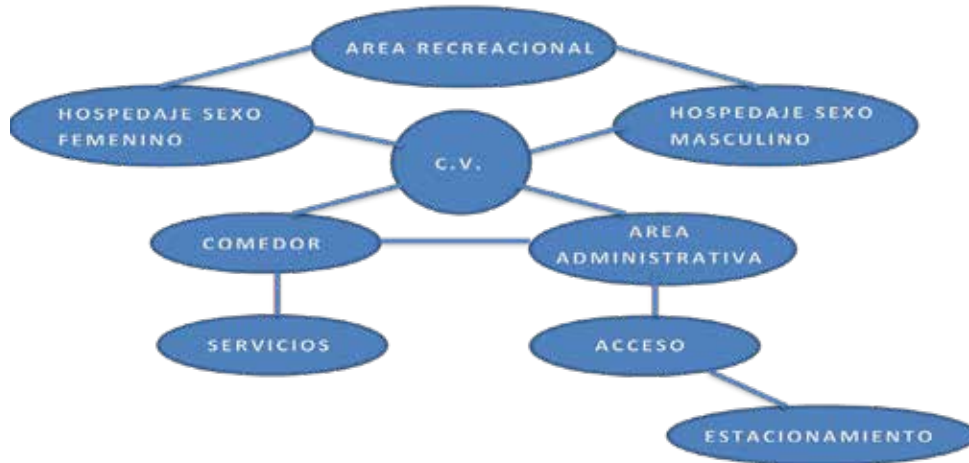 AREA RECREACIONAL
HOSPEDAJE SEXO
FEMENINO
HOSPEDAJE SEXO
MASCULINO
C.V.
COMEDOR
AREA
ADMINISTRATIVA
SERVICIOS
ACCESO
ESTACIONAMIENTO